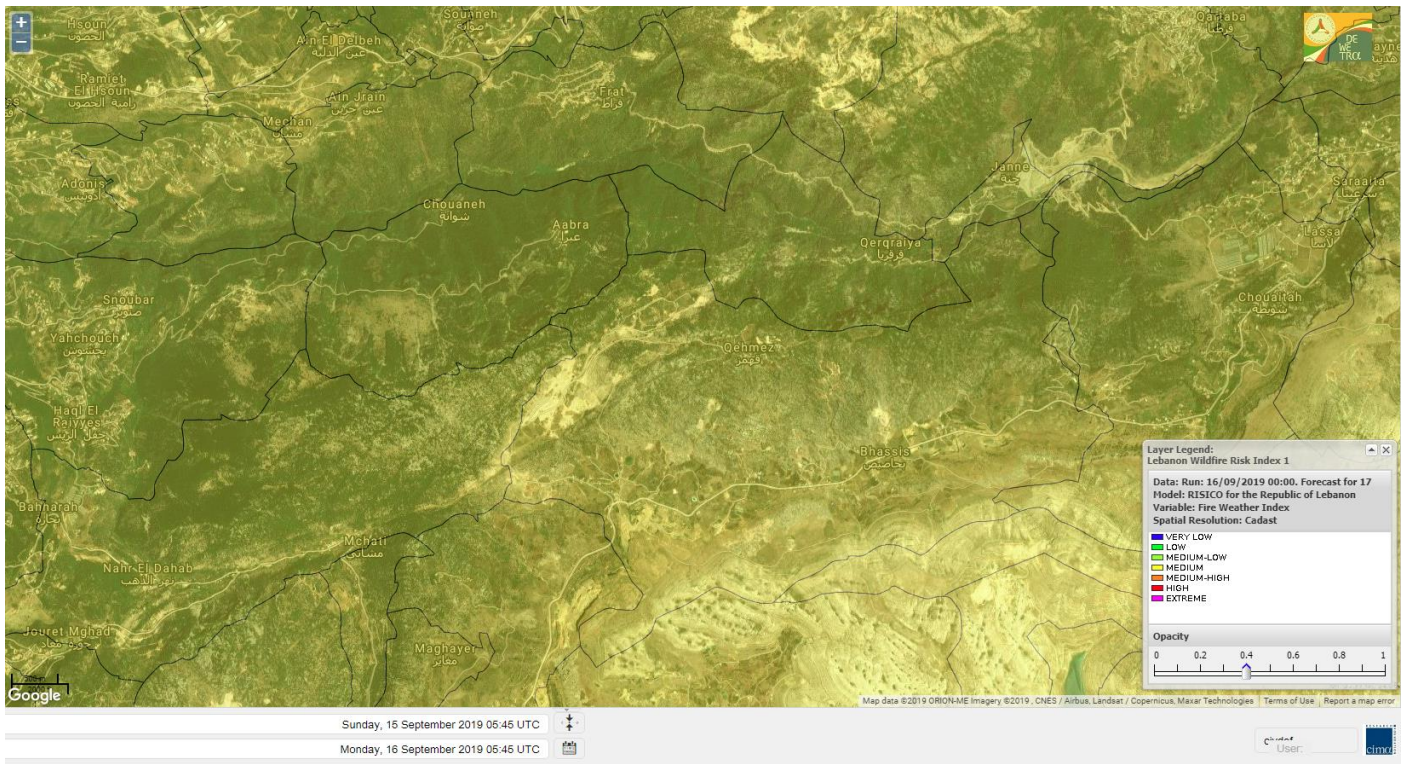 +
−
Hsoun
الحصون
Souineh
Ain El Delbeh
عين الدلبة
Qartaba
DE
WE
TRα
Ramiet
El Hsoun
رامية الحصون
Ain Jrain
عين جرين
Frat
فراط
Mechan
مشان
Adonis
أدونيس
Janne
جنة
Saraaita
Chouaneh
شوانة
Aabra
عبرا
Lassa
لاسا
Qerqraiya
قرقريا
Snoubar
صنوبر
Chouaitah
شويطة
Yahchouch
يحشوش
Qehmez
قهمز
Haql El
Raiyyes
حقل الريس
Bhassis
بحاصيص
Bahharah
بحارة
Mchati
مشاتي
Nahr El Dahab
نهر الذهب
Jouret Mghad
Maghayer
مغاير
Google
Layer Legend:
Lebanon Wildfire Risk Index 1
Data: Run: 16/09/2019 00:00. Forecast for 17
Model: RISICO for the Republic of Lebanon
Variable: Fire Weather Index
Spatial Resolution: Cadast
VERY LOW
LOW
MEDIUM-LOW
MEDIUM
MEDIUM-HIGH
HIGH
EXTREME
Opacity
0 0.2 0.4 0.6 0.8 1
Map data ©2019 ORION-ME Imagery ©2019 , CNES / Airbus, Landsat / Copernicus, Maxar Technologies
Terms of Use
Report a map error
Sunday, 15 September 2019 05:45 UTC
Monday, 16 September 2019 05:45 UTC
User:
cima